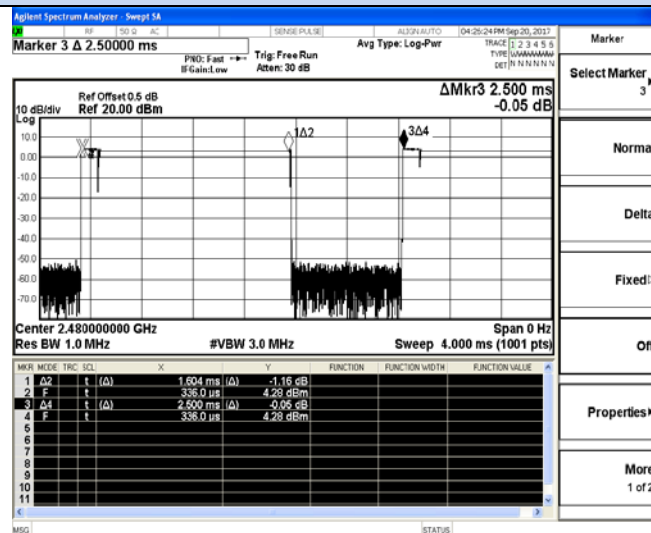 Agilent Spectrum Analyzer - Swept SA
RF 50 Ω AC SENSE:PULSE ALIGNAUTO 04:25:24 PM Sep 20, 2017
Marker 3 Δ 2.50000 ms
Avg Type: Log-Pwr
TRACE 1 2 3 4 5 6
TYPE
DET N N N N N N
PNO: Fast Trig: Free Run
IFGain:Low Atten: 30 dB
ΔMkr3 2.500 ms
-0.05 dB
Ref Offset 0.5 dB
10 dB/div Ref 20.00 dBm
Log
10.0
0.00
-10.0
-20.0
-30.0
-40.0
-50.0
-60.0
-70.0
1Δ2
3Δ4
Center 2.480000000 GHz Span 0 Hz
Res BW 1.0 MHz #VBW 3.0 MHz Sweep 4.000 ms (1001 pts)
MKR MODE TRC SCL X Y FUNCTION FUNCTION WIDTH FUNCTION VALUE
1 Δ2 t (Δ) 1.604 ms (Δ) -1.16 dB
2 F t 336.0 µs 4.28 dBm
3 Δ4 t (Δ) 2.500 ms (Δ) -0.05 dB
4 F t 336.0 µs 4.28 dBm
5
6
7
8
9
10
11
MSG STATUS
Marker
Select Marker
3
Norma
Delta
Fixed
Of
Properties
More
1 of 2